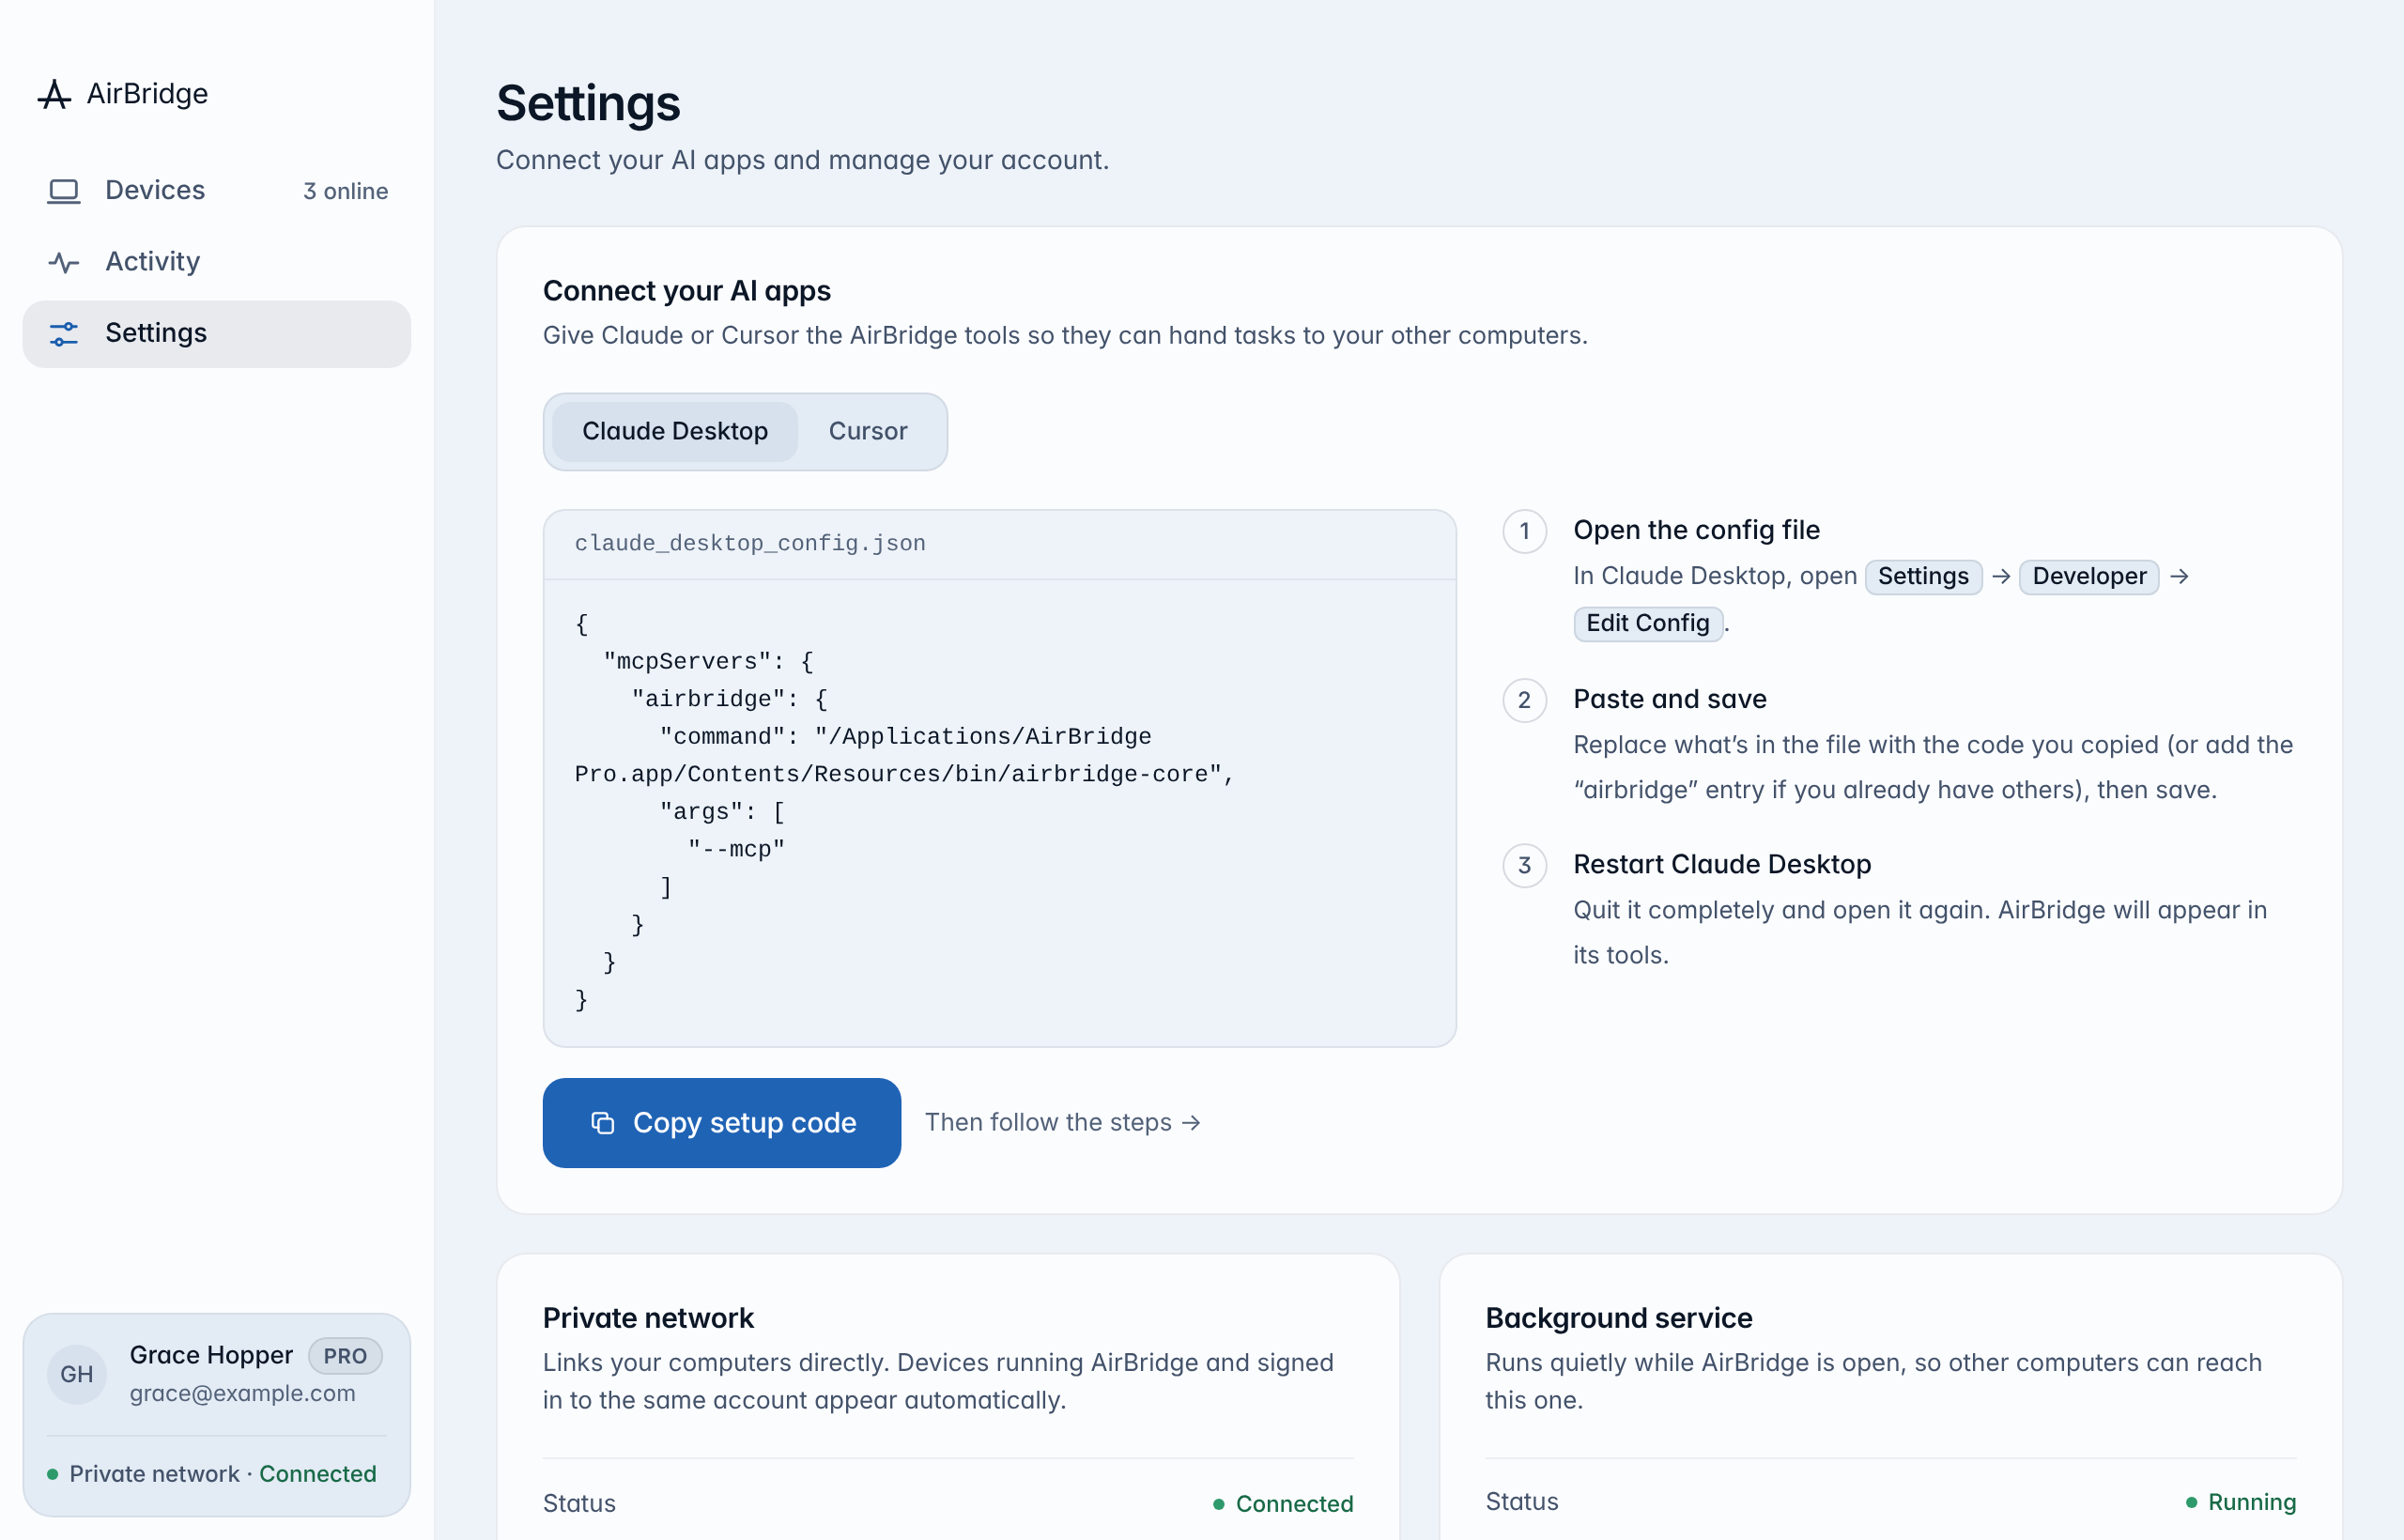 AirBridge
Devices 3 online
Activity
Settings
GH
Grace Hopper PRO
grace@example.com
Private network · Connected
Settings
Connect your AI apps and manage your account.
Connect your AI apps
Give Claude or Cursor the AirBridge tools so they can hand tasks to your other computers.
Claude Desktop Cursor
claude_desktop_config.json
{
  "mcpServers": {
    "airbridge": {
      "command": "/Applications/AirBridge
Pro.app/Contents/Resources/bin/airbridge-core",
      "args": [
        "--mcp"
      ]
    }
  }
}
Copy setup code Then follow the steps →
1 Open the config file
In Claude Desktop, open Settings → Developer →
Edit Config.
2 Paste and save
Replace what’s in the file with the code you copied (or add the
“airbridge” entry if you already have others), then save.
3 Restart Claude Desktop
Quit it completely and open it again. AirBridge will appear in
its tools.
Private network
Links your computers directly. Devices running AirBridge and signed
in to the same account appear automatically.
Status Connected
Background service
Runs quietly while AirBridge is open, so other computers can reach
this one.
Status Running